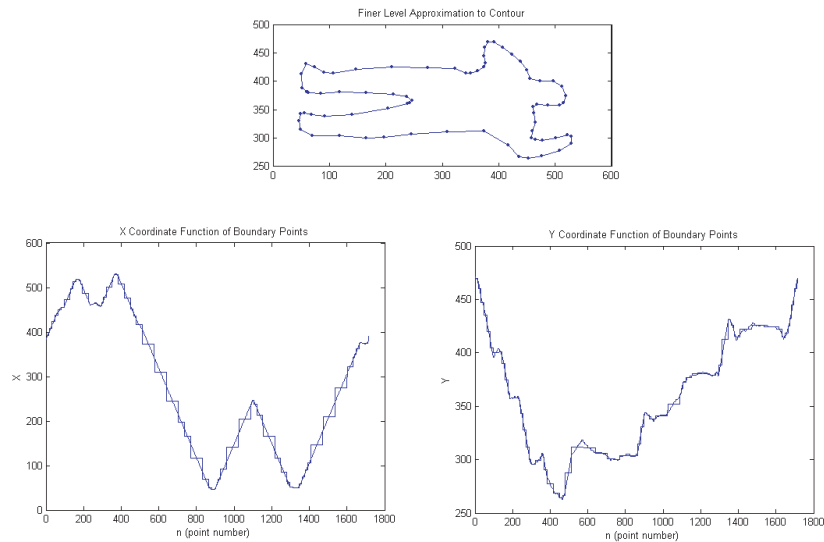 Finer Level Approximation to Contour
500
450
400
350
300
250
0 100 200 300 400 500 600
X Coordinate Function of Boundary Points
600
500
400
300
200
100
0
X
0 200 400 600 800 1000 1200 1400 1600 1800
n (point number)
Y Coordinate Function of Boundary Points
500
450
400
350
300
250
Y
0 200 400 600 800 1000 1200 1400 1600 1800
n (point number)